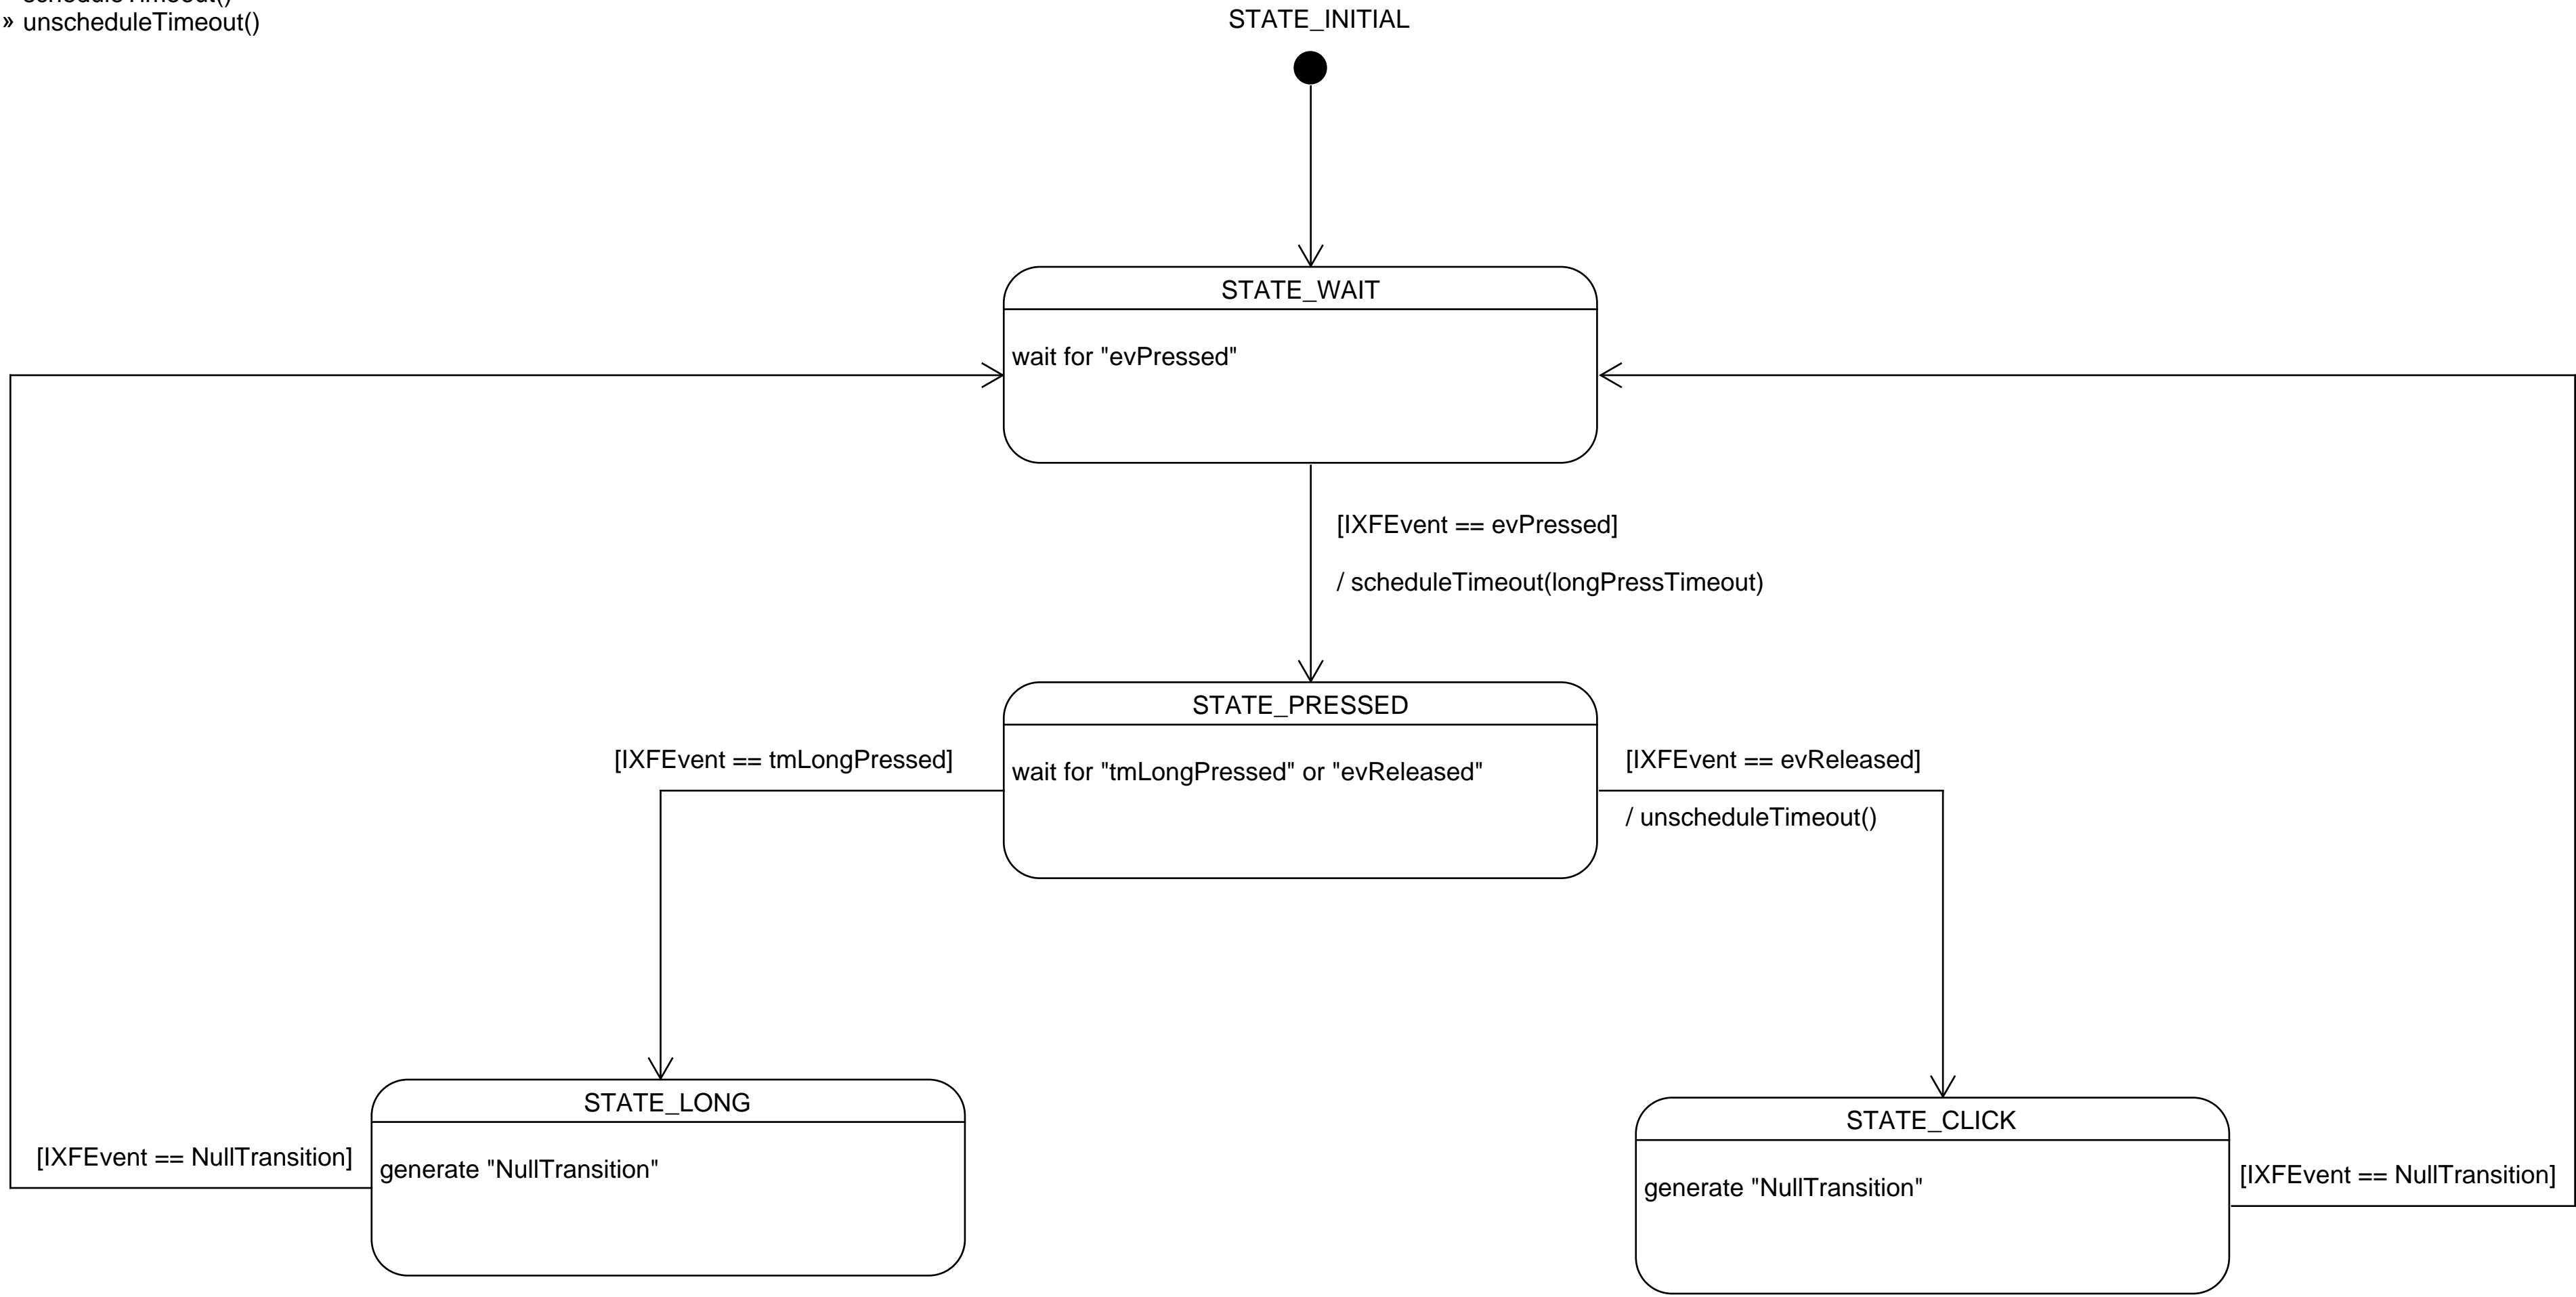 » unscheduleTimeout()
STATE_INITIAL
STATE_WAIT
wait for "evPressed"
[IXFEvent == evPressed]
/ scheduleTimeout(longPressTimeout)
STATE_PRESSED
wait for "tmLongPressed" or "evReleased"
[IXFEvent == tmLongPressed]
[IXFEvent == evReleased]
/ unscheduleTimeout()
STATE_LONG
generate "NullTransition"
[IXFEvent == NullTransition]
STATE_CLICK
generate "NullTransition"
[IXFEvent == NullTransition]